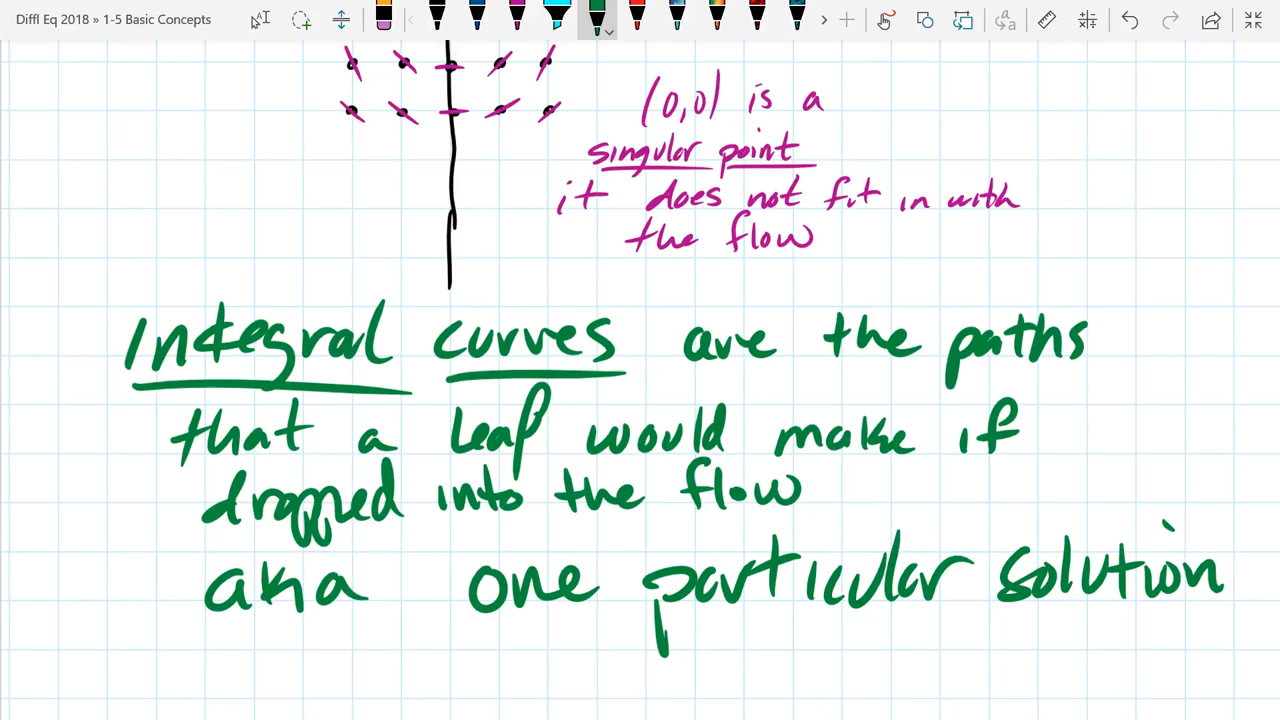 Diffl Eq 2018 » 1-5 Basic Concepts
(0,0) is a
singular point
it does not fit in with
the flow
Integral curves are the paths
that a leaf would make if
dropped into the flow
aka one particular solution